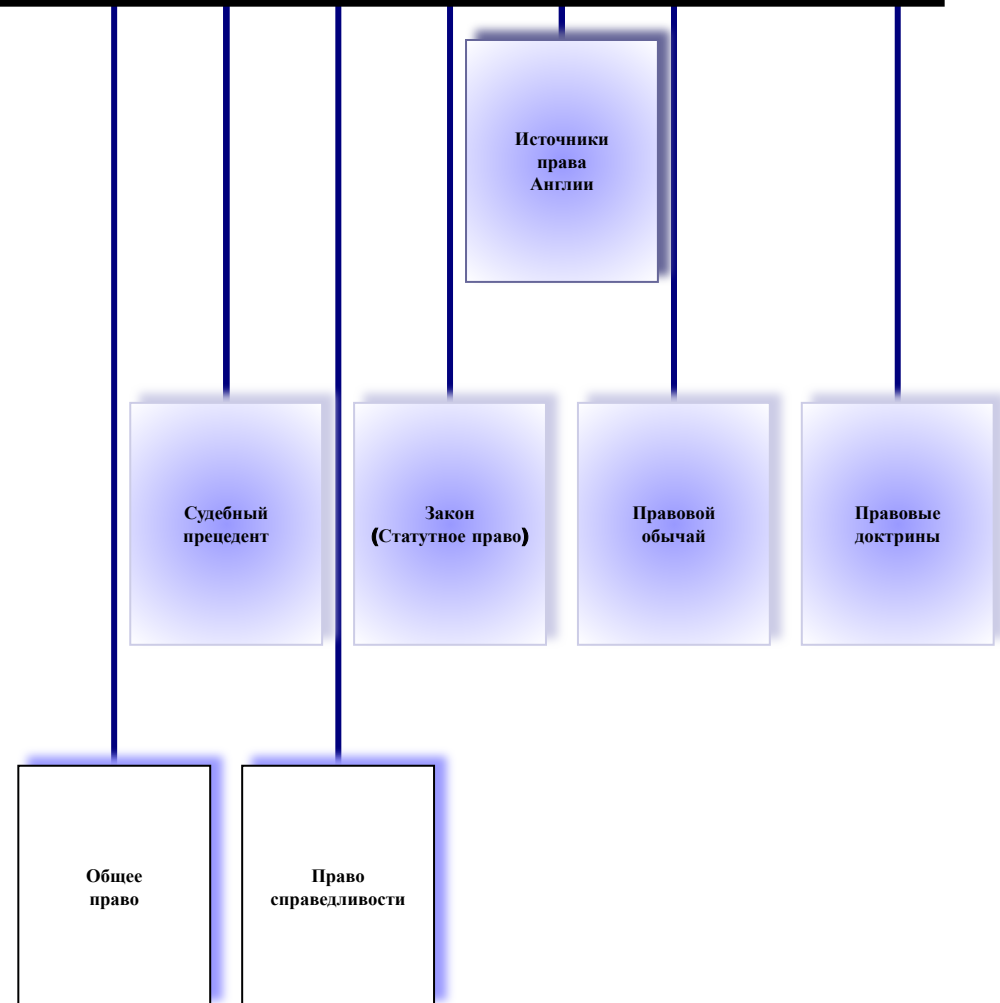 Источники
права
Англии
Судебный
прецедент
Закон
(Статутное право)
Правовой
обычай
Правовые
доктрины
Общее
право
Право
справедливости